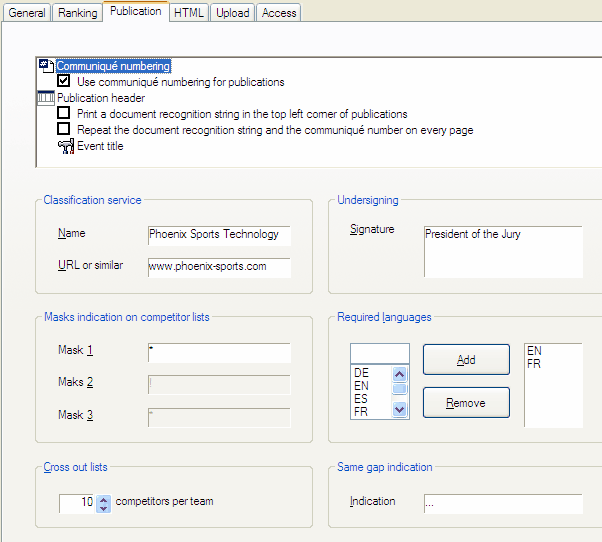 General Ranking Publication HTML Upload Access
Communiqué numbering
Use communiqué numbering for publications
Publication header
Print a document recognition string in the top left corner of publications
Repeat the document recognition string and the communiqué number on every page
Event title
Classification service
Name Phoenix Sports Technology
URL or similar www.phoenix-sports.com
Undersigning
Signature President of the Jury
Masks indication on competitor lists
Mask 1 *
Maks 2
Mask 3 *
Required languages
DE
EN
ES
FR
Add
Remove
EN
FR
Cross out lists
10 competitors per team
Same gap indication
Indication ...